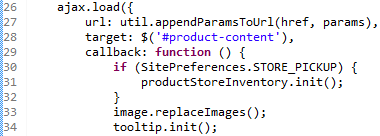 26 ajax.load({
27     url: util.appendParamsToUrl(href, params),
28     target: $('#product-content'),
29     callback: function () {
30         if (SitePreferences.STORE_PICKUP) {
31             productStoreInventory.init();
32         }
33         image.replaceImages();
34         tooltip.init();